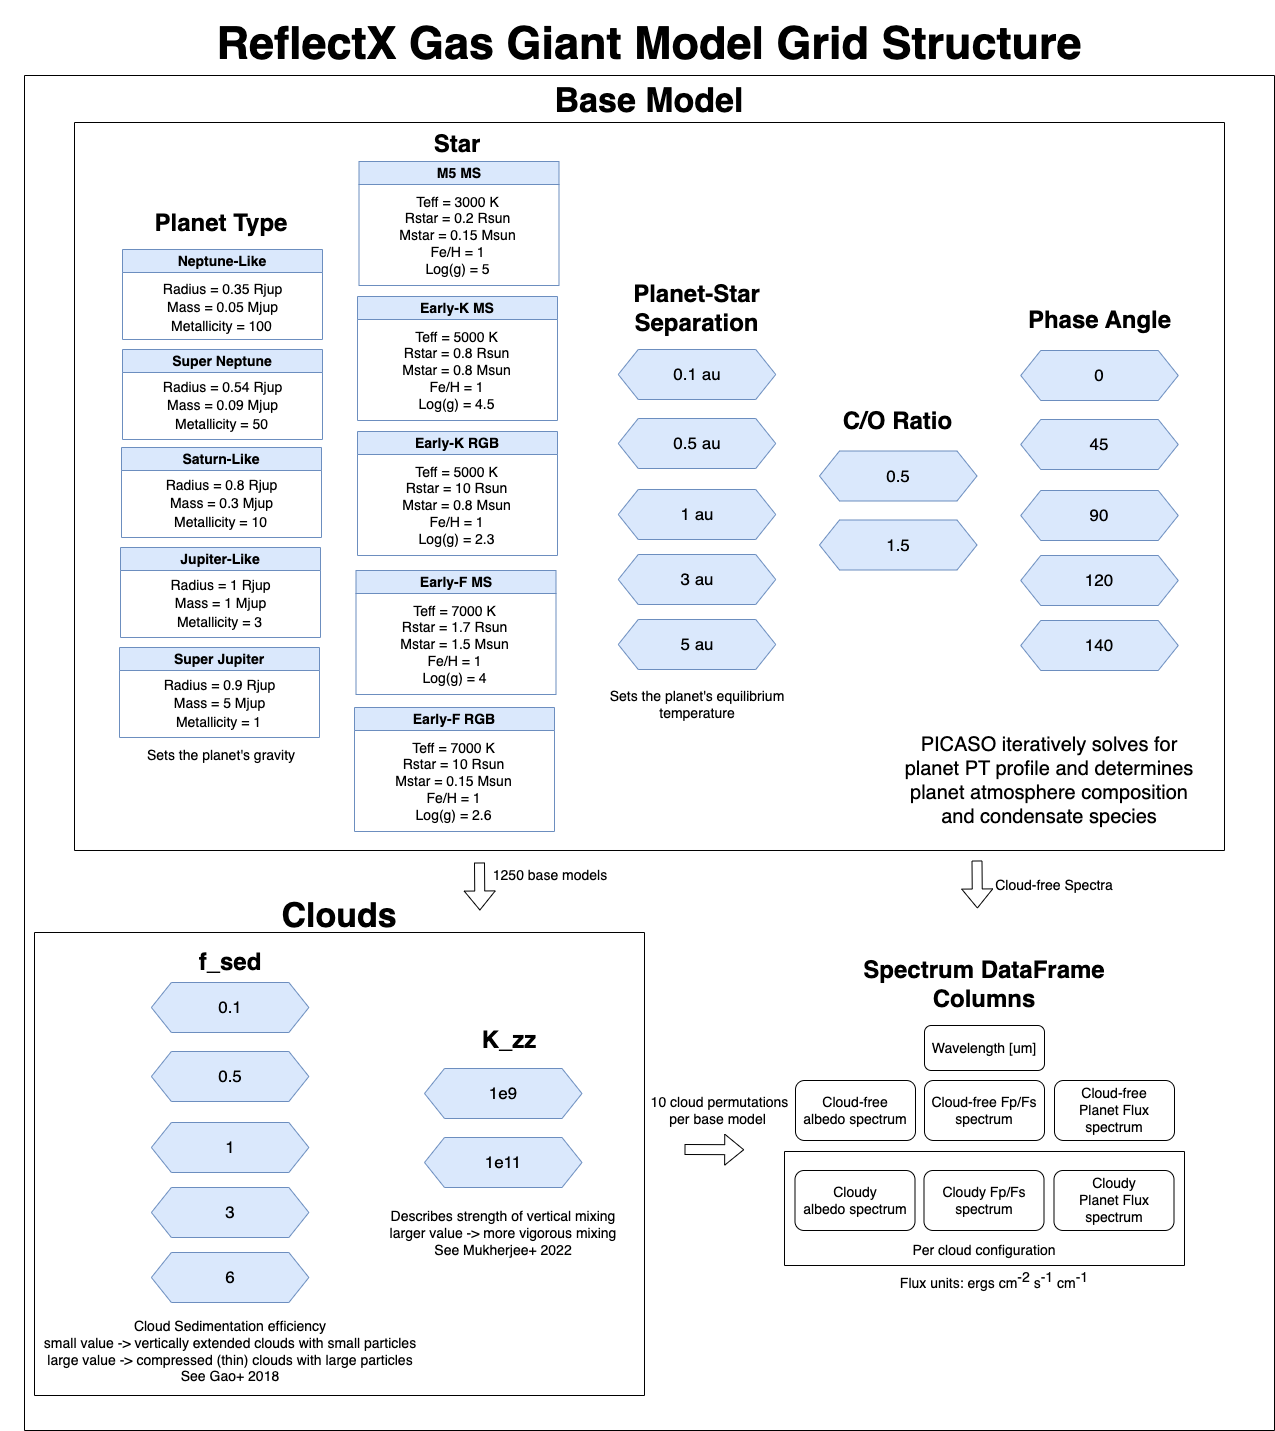 ReflectX Gas Giant Model Grid Structure
Base Model
Planet Type
Neptune-Like
Radius = 0.35 Rjup
Mass = 0.05 Mjup
Metallicity = 100
Super Neptune
Radius = 0.54 Rjup
Mass = 0.09 Mjup
Metallicity = 50
Saturn-Like
Radius = 0.8 Rjup
Mass = 0.3 Mjup
Metallicity = 10
Jupiter-Like
Radius = 1 Rjup
Mass = 1 Mjup
Metallicity = 3
Super Jupiter
Radius = 0.9 Rjup
Mass = 5 Mjup
Metallicity = 1
Sets the planet's gravity
Star
M5 MS
Teff = 3000 K
Rstar = 0.2 Rsun
Mstar = 0.15 Msun
Fe/H = 1
Log(g) = 5
Early-K MS
Teff = 5000 K
Rstar = 0.8 Rsun
Mstar = 0.8 Msun
Fe/H = 1
Log(g) = 4.5
Early-K RGB
Teff = 5000 K
Rstar = 10 Rsun
Mstar = 0.8 Msun
Fe/H = 1
Log(g) = 2.3
Early-F MS
Teff = 7000 K
Rstar = 1.7 Rsun
Mstar = 1.5 Msun
Fe/H = 1
Log(g) = 4
Early-F RGB
Teff = 7000 K
Rstar = 10 Rsun
Mstar = 0.15 Msun
Fe/H = 1
Log(g) = 2.6
Planet-Star
Separation
0.1 au
0.5 au
1 au
3 au
5 au
Sets the planet's equilibrium
temperature
C/O Ratio
0.5
1.5
Phase Angle
0
45
90
120
140
PICASO iteratively solves for
planet PT profile and determines
planet atmosphere composition
and condensate species
1250 base models
Cloud-free Spectra
Clouds
f_sed
0.1
0.5
1
3
6
Cloud Sedimentation efficiency
small value -> vertically extended clouds with small particles
large value -> compressed (thin) clouds with large particles
See Gao+ 2018
K_zz
1e9
1e11
Describes strength of vertical mixing
larger value -> more vigorous mixing
See Mukherjee+ 2022
10 cloud permutations
per base model
Spectrum DataFrame
Columns
Wavelength [um]
Cloud-free
albedo spectrum
Cloud-free Fp/Fs
spectrum
Cloud-free
Planet Flux
spectrum
Cloudy
albedo spectrum
Cloudy Fp/Fs
spectrum
Cloudy
Planet Flux
spectrum
Per cloud configuration
Flux units: ergs cm⁻² s⁻¹ cm⁻¹